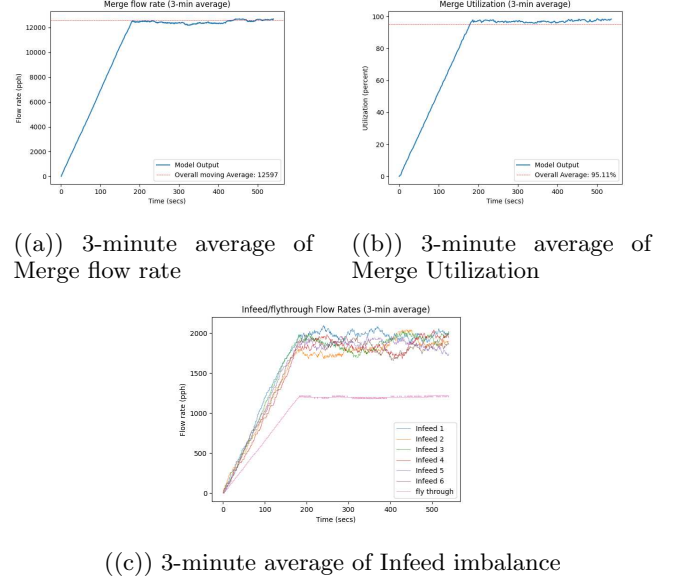 Merge flow rate (3-min average)
12000
10000
8000
6000
4000
2000
0
Flow rate (pph)
0 100 200 300 400 500
Time (secs)
Model Output
Overall moving Average: 12597
Merge Utilization (3-min average)
100
80
60
40
20
0
Utilization (percent)
0 100 200 300 400 500
Time (secs)
Model Output
Overall Average: 95.11%
((a)) 3-minute average of
Merge flow rate
((b)) 3-minute average of
Merge Utilization
Infeed/flythrough Flow Rates (3-min average)
2000
1500
1000
500
0
Flow rate (pph)
0 100 200 300 400 500
Time (secs)
Infeed 1
Infeed 2
Infeed 3
Infeed 4
Infeed 5
Infeed 6
fly through
((c)) 3-minute average of Infeed imbalance